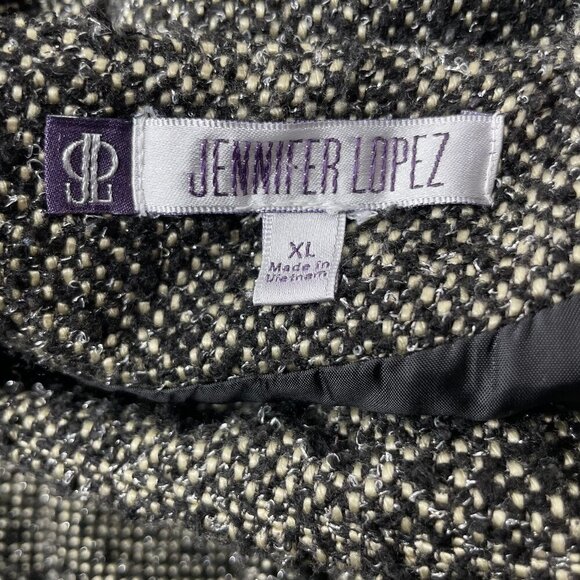 JL JENNIFER LOPEZ
XL
Made in
Vietnam